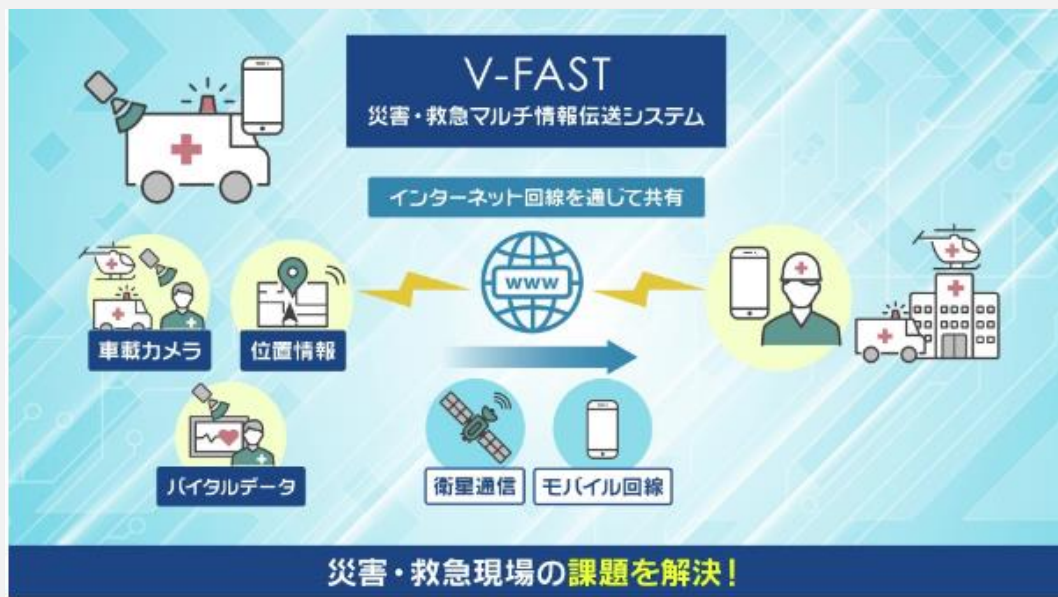 V-FAST
災害・救急マルチ情報伝送システム
インターネット回線を通じて共有
www
車載カメラ
位置情報
バイタルデータ
衛星通信
モバイル回線
災害・救急現場の課題を解決!